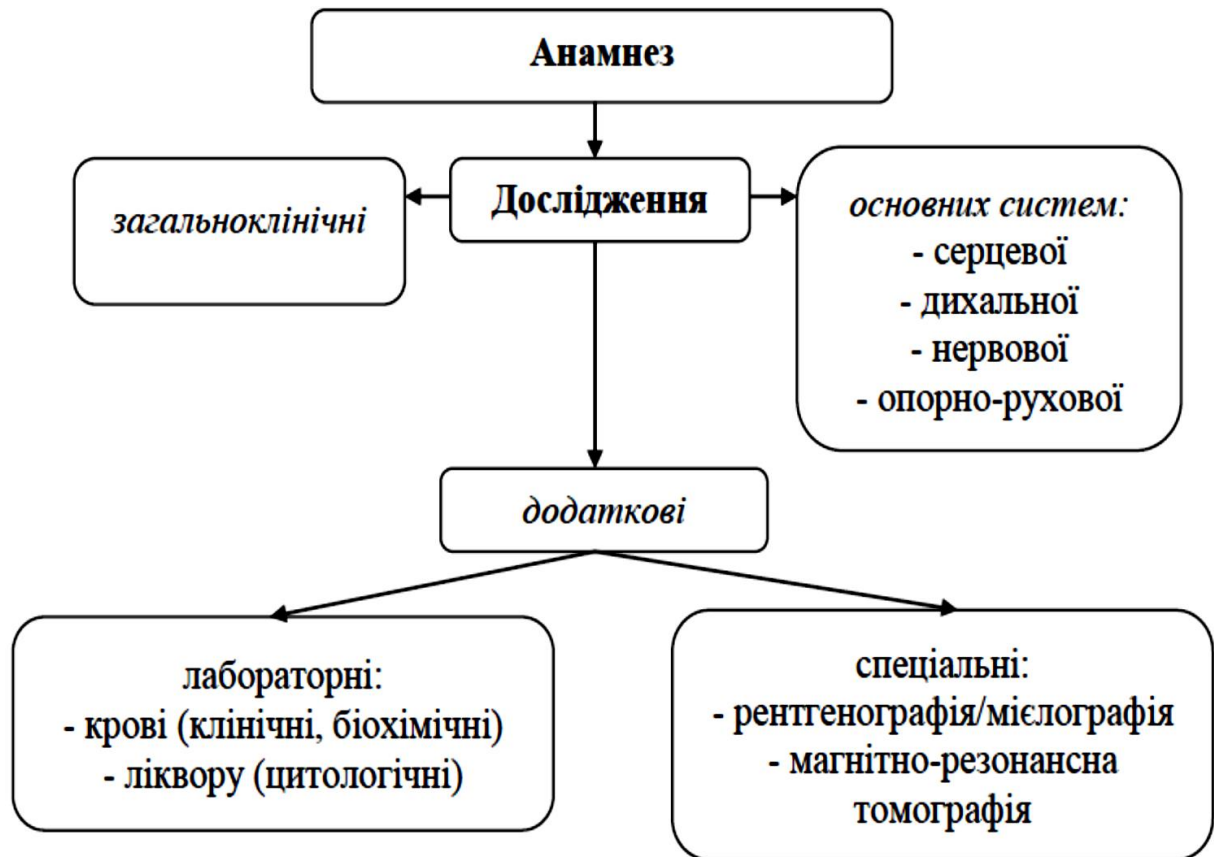 Анамнез
загальноклінічні
Дослідження
основних систем:
- серцевої
- дихальної
- нервової
- опорно-рухової
додаткові
лабораторні:
- крові (клінічні, біохімічні)
- ліквору (цитологічні)
спеціальні:
- рентгенографія/мієлографія
- магнітно-резонансна
томографія